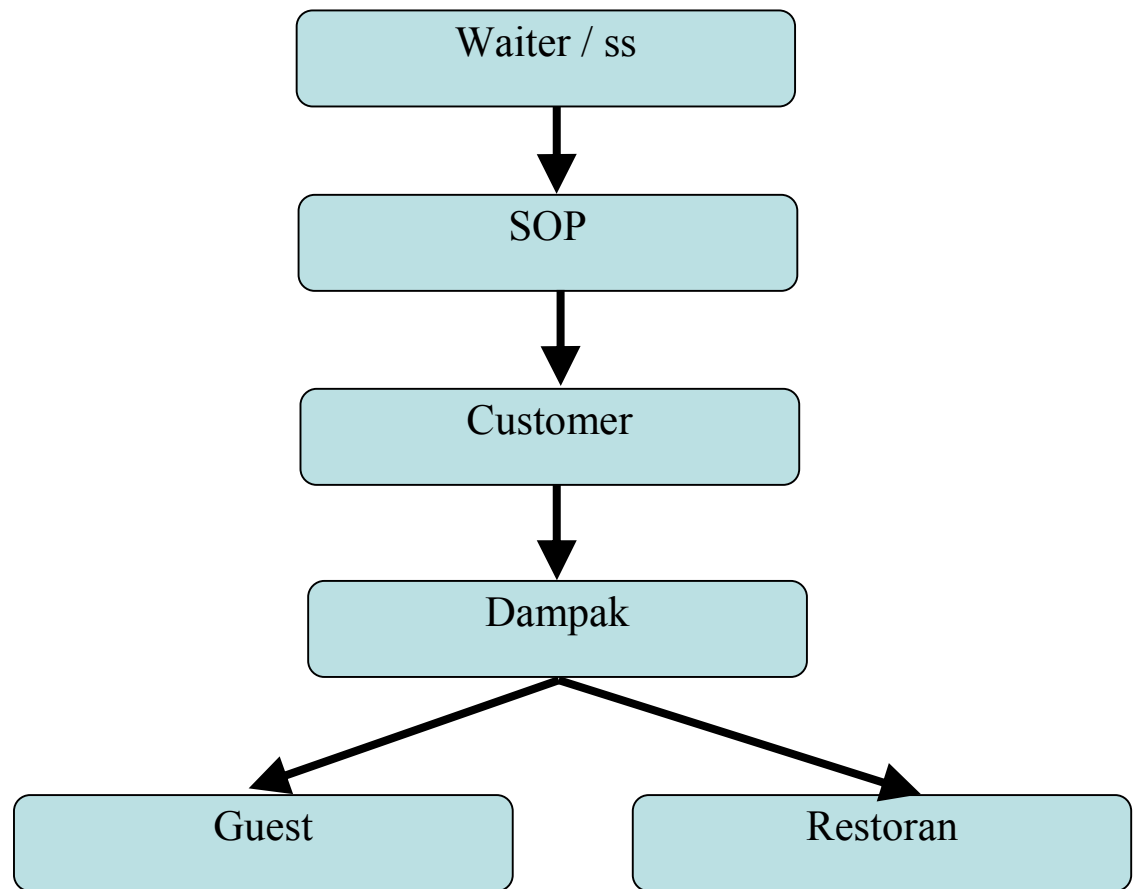 Waiter / ss
SOP
Customer
Dampak
Guest
Restoran